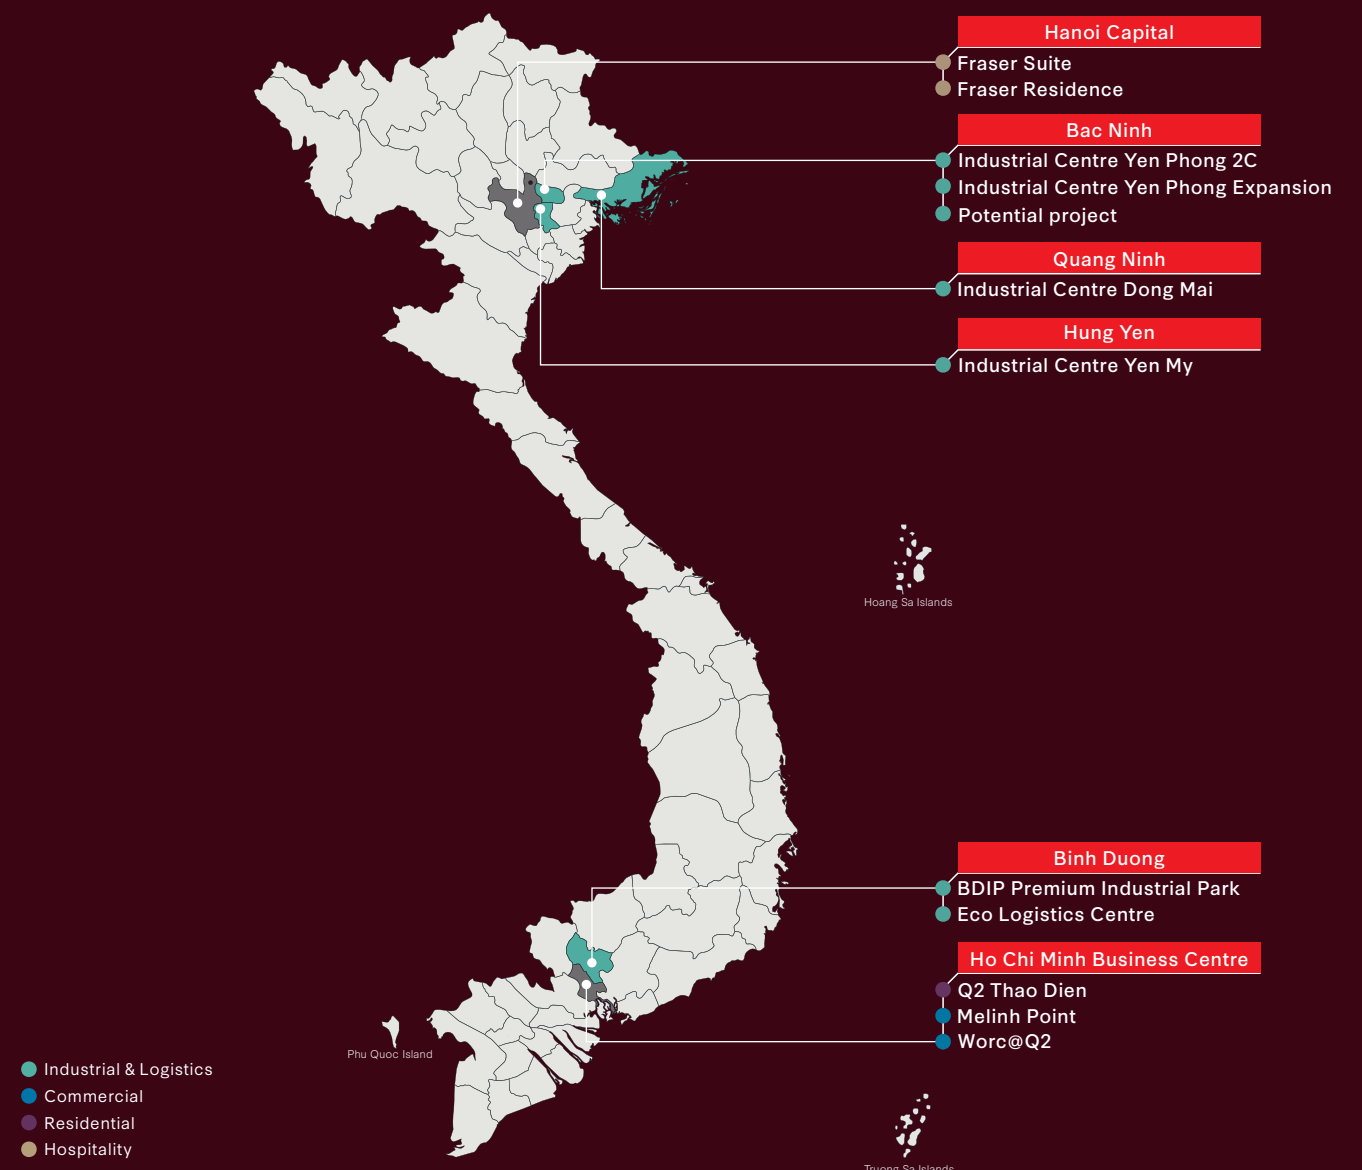 Hanoi Capital
Fraser Suite
Fraser Residence
Bac Ninh
Industrial Centre Yen Phong 2C
Industrial Centre Yen Phong Expansion
Potential project
Quang Ninh
Industrial Centre Dong Mai
Hung Yen
Industrial Centre Yen My
Hoang Sa Islands
Binh Duong
BDIP Premium Industrial Park
Eco Logistics Centre
Ho Chi Minh Business Centre
Q2 Thao Dien
Melinh Point
Worc@Q2
Phu Quoc Island
Industrial & Logistics
Commercial
Residential
Hospitality
Truong Sa Islands